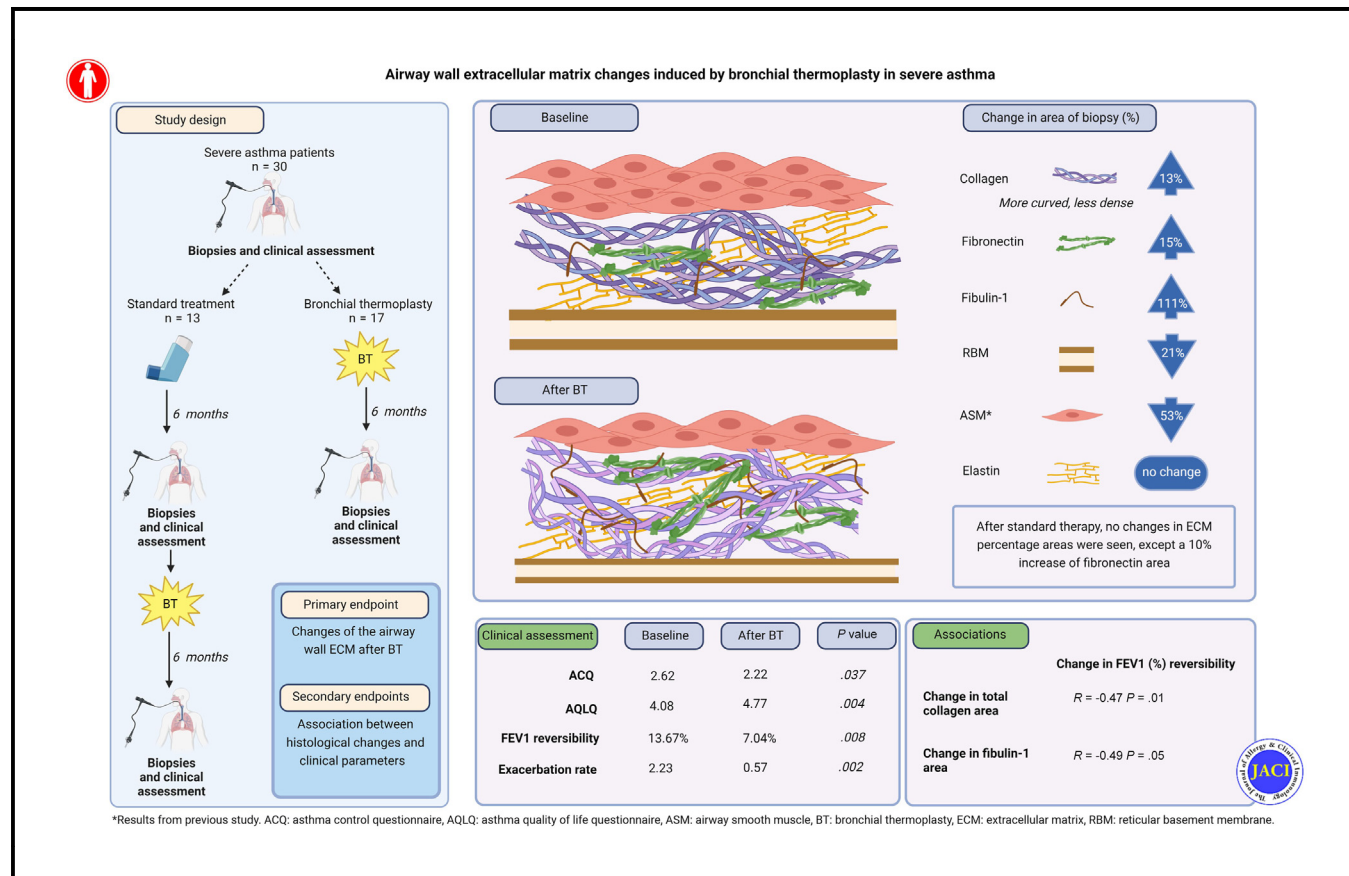 Airway wall extracellular matrix changes induced by bronchial thermoplasty in severe asthma
Study design
Severe asthma patients
n = 30
Biopsies and clinical assessment
Standard treatment
n = 13
Bronchial thermoplasty
n = 17
BT
6 months
6 months
Biopsies
and clinical
assessment
Biopsies
and clinical
assessment
BT
6 months
Biopsies
and clinical
assessment
Primary endpoint
Changes of the airway
wall ECM after BT
Secondary endpoints
Association between
histological changes and
clinical parameters
Baseline
After BT
Change in area of biopsy (%)
Collagen
13%
More curved, less dense
Fibronectin
15%
Fibulin-1
111%
RBM
21%
ASM*
53%
Elastin
no change
After standard therapy, no changes in ECM
percentage areas were seen, except a 10%
increase of fibronectin area
Clinical assessment Baseline After BT P value
ACQ 2.62 2.22 .037
AQLQ 4.08 4.77 .004
FEV1 reversibility 13.67% 7.04% .008
Exacerbation rate 2.23 0.57 .002
Associations
Change in FEV1 (%) reversibility
Change in total
collagen area
R = -0.47 P = .01
Change in fibulin-1
area
R = -0.49 P = .05
The Journal of Allergy & Clinical Immunology
JACI
*Results from previous study. ACQ: asthma control questionnaire, AQLQ: asthma quality of life questionnaire, ASM: airway smooth muscle, BT: bronchial thermoplasty, ECM: extracellular matrix, RBM: reticular basement membrane.